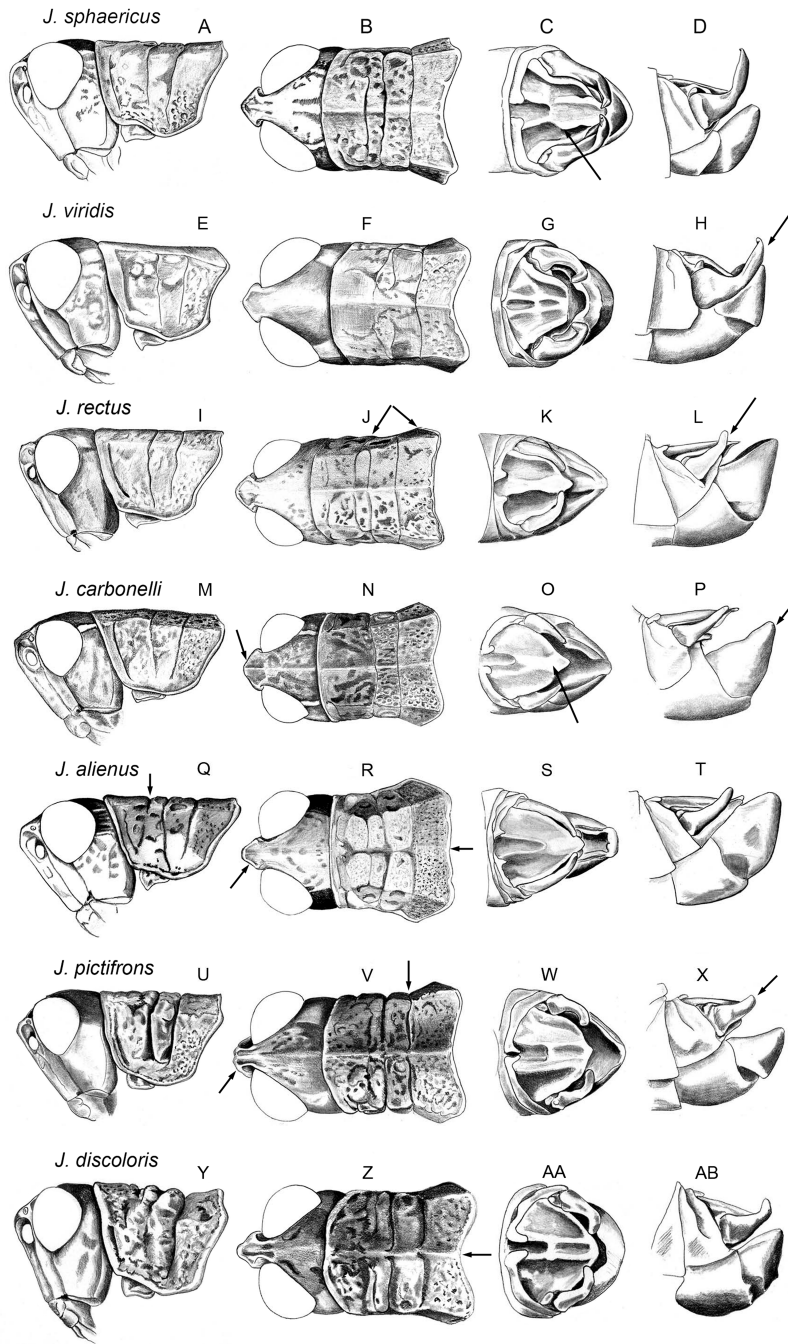 J. sphaericus
A B C D
J. viridis
E F G H
J. rectus
I J K L
J. carbonelli
M N O P
J. alienus
Q R S T
J. pictifrons
U V W X
J. discoloris
Y Z AA AB